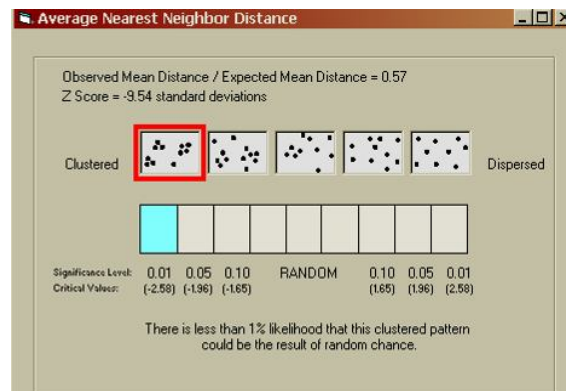 Average Nearest Neighbor Distance
Observed Mean Distance / Expected Mean Distance = 0.57
Z Score = -9.54 standard deviations
Clustered
Dispersed
Significance Level: 0.01 0.05 0.10 RANDOM 0.10 0.05 0.01
Critical Values: (-2.58) (-1.96) (-1.65) (1.65) (1.96) (2.58)
There is less than 1% likelihood that this clustered pattern
could be the result of random chance.